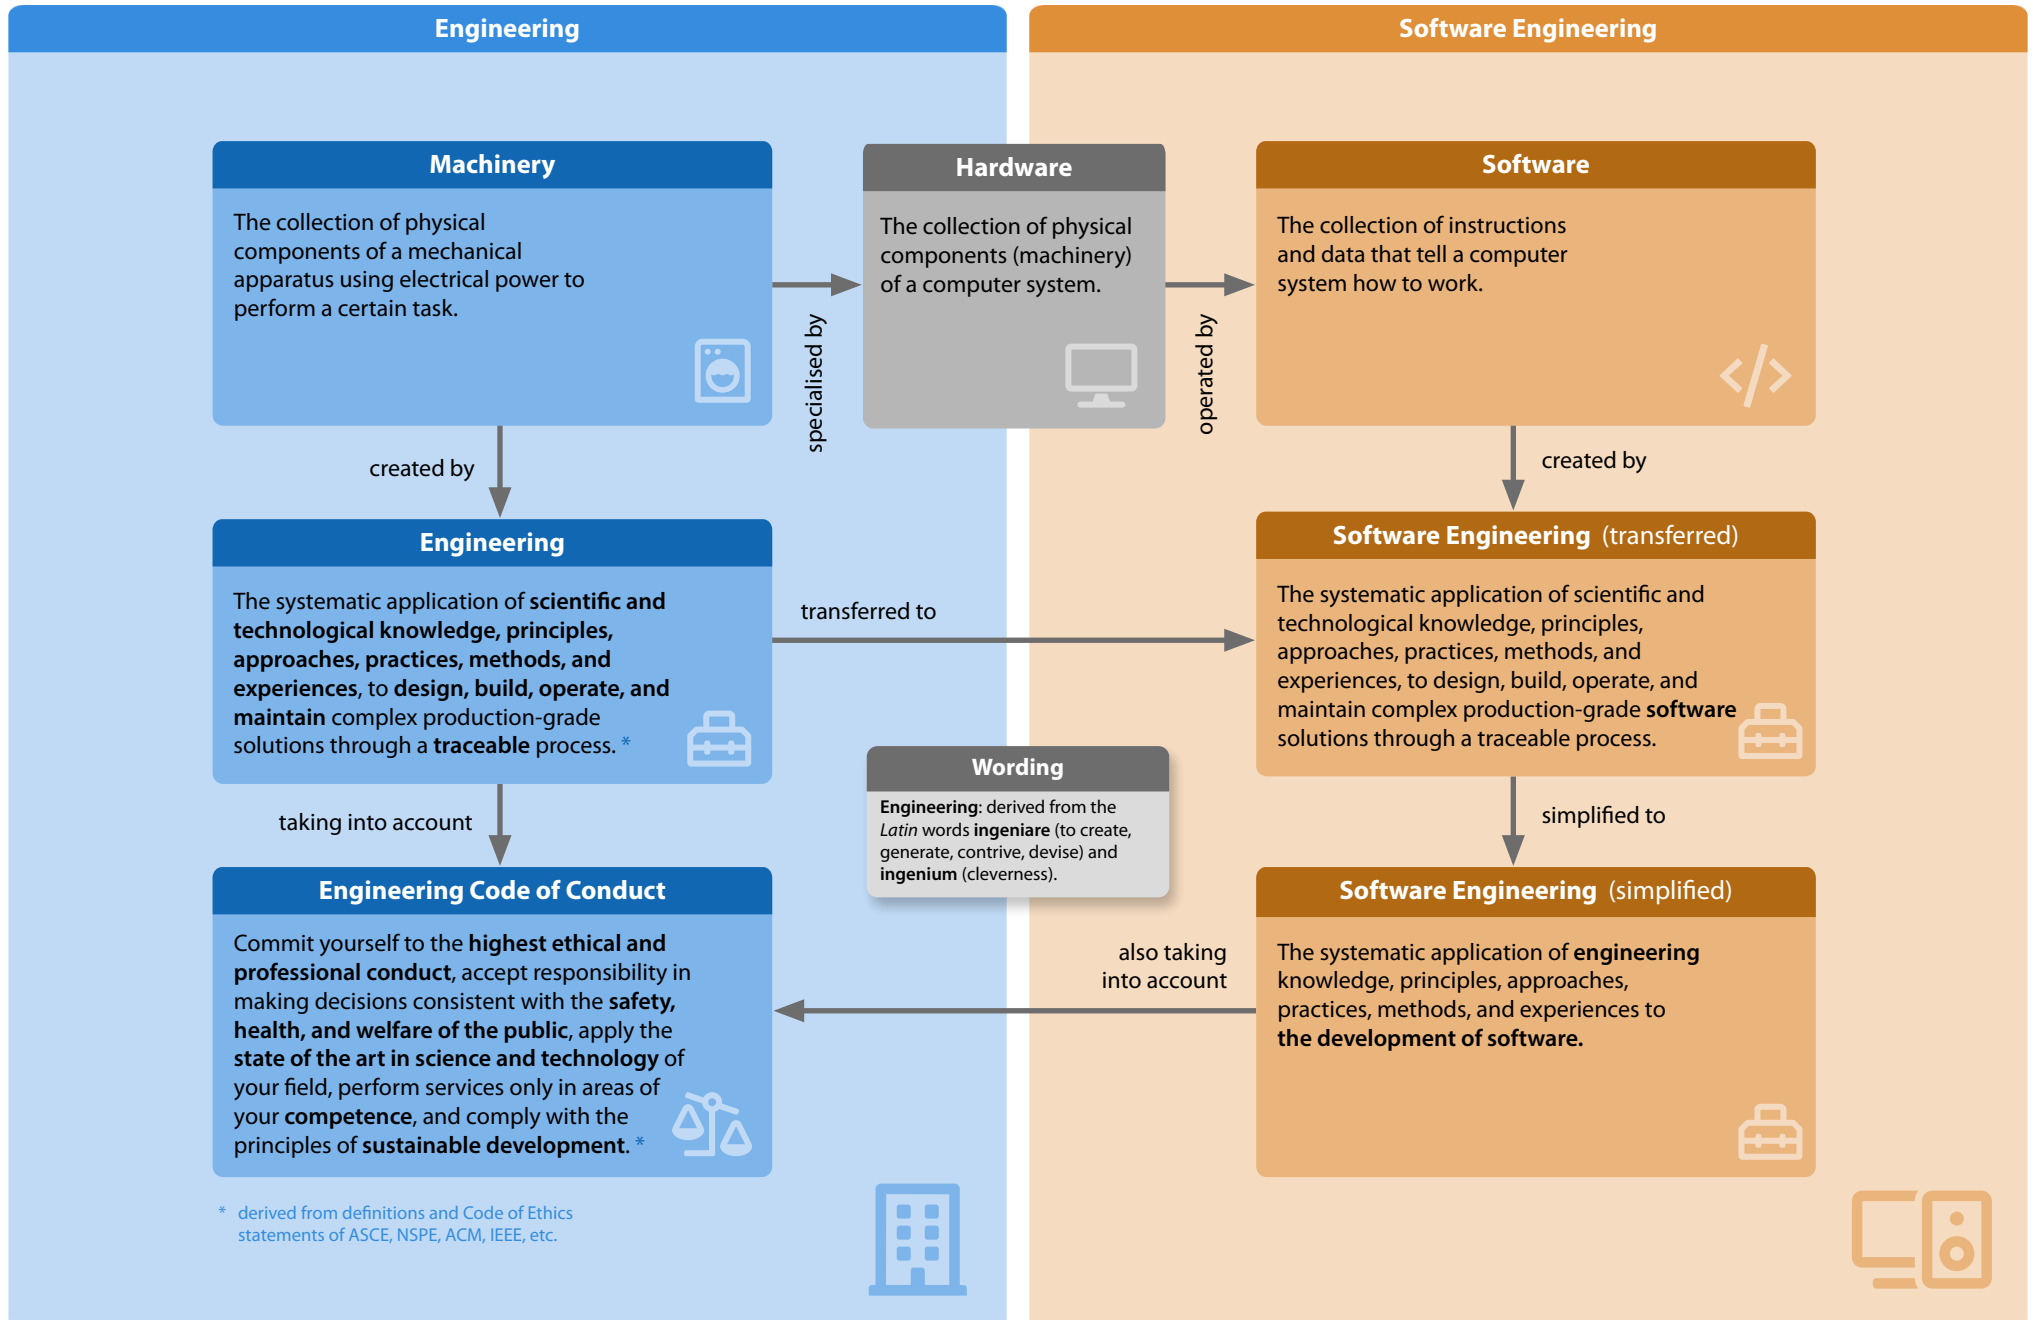 Engineering
Software Engineering
Machinery
The collection of physical
components of a mechanical
apparatus using electrical power to
perform a certain task.
specialised by
Hardware
The collection of physical
components (machinery)
of a computer system.
operated by
Software
The collection of instructions
and data that tell a computer
system how to work.
created by
created by
Engineering
The systematic application of scientific and
technological knowledge, principles,
approaches, practices, methods, and
experiences, to design, build, operate, and
maintain complex production-grade
solutions through a traceable process. *
transferred to
Software Engineering (transferred)
The systematic application of scientific and
technological knowledge, principles,
approaches, practices, methods, and
experiences, to design, build, operate, and
maintain complex production-grade software
solutions through a traceable process.
Wording
Engineering: derived from the
Latin words ingeniare (to create,
generate, contrive, devise) and
ingenium (cleverness).
taking into account
simplified to
Engineering Code of Conduct
Commit yourself to the highest ethical and
professional conduct, accept responsibility in
making decisions consistent with the safety,
health, and welfare of the public, apply the
state of the art in science and technology of
your field, perform services only in areas of
your competence, and comply with the
principles of sustainable development. *
also taking
into account
Software Engineering (simplified)
The systematic application of engineering
knowledge, principles, approaches,
practices, methods, and experiences to
the development of software.
* derived from definitions and Code of Ethics
statements of ASCE, NSPE, ACM, IEEE, etc.